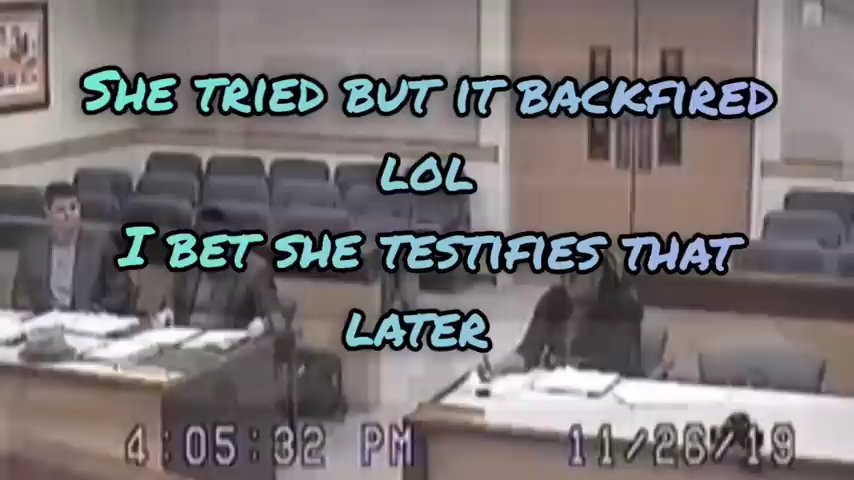 She tried but it backfired
lol
I bet she testifies that
later
4:05:32 PM 11/26/19